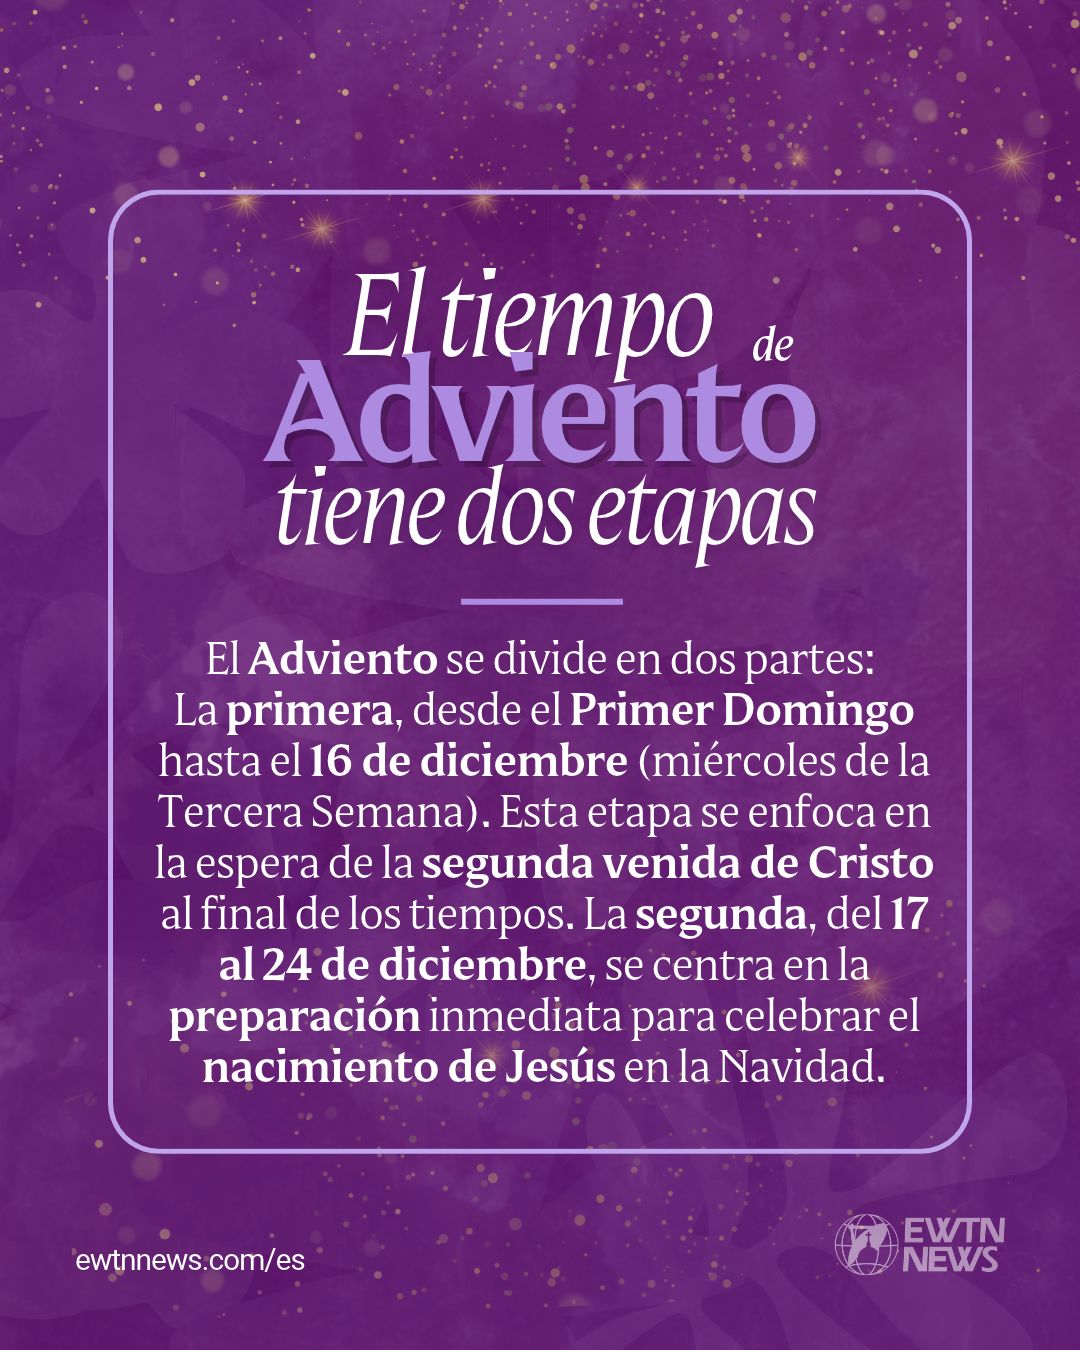 El tiempo de
Adviento
tiene dos etapas
El Adviento se divide en dos partes:
La primera, desde el Primer Domingo
hasta el 16 de diciembre (miércoles de la
Tercera Semana). Esta etapa se enfoca en
la espera de la segunda venida de Cristo
al final de los tiempos. La segunda, del 17
al 24 de diciembre, se centra en la
preparación inmediata para celebrar el
nacimiento de Jesús en la Navidad.
ewtnnews.com/es
EWTN
NEWS